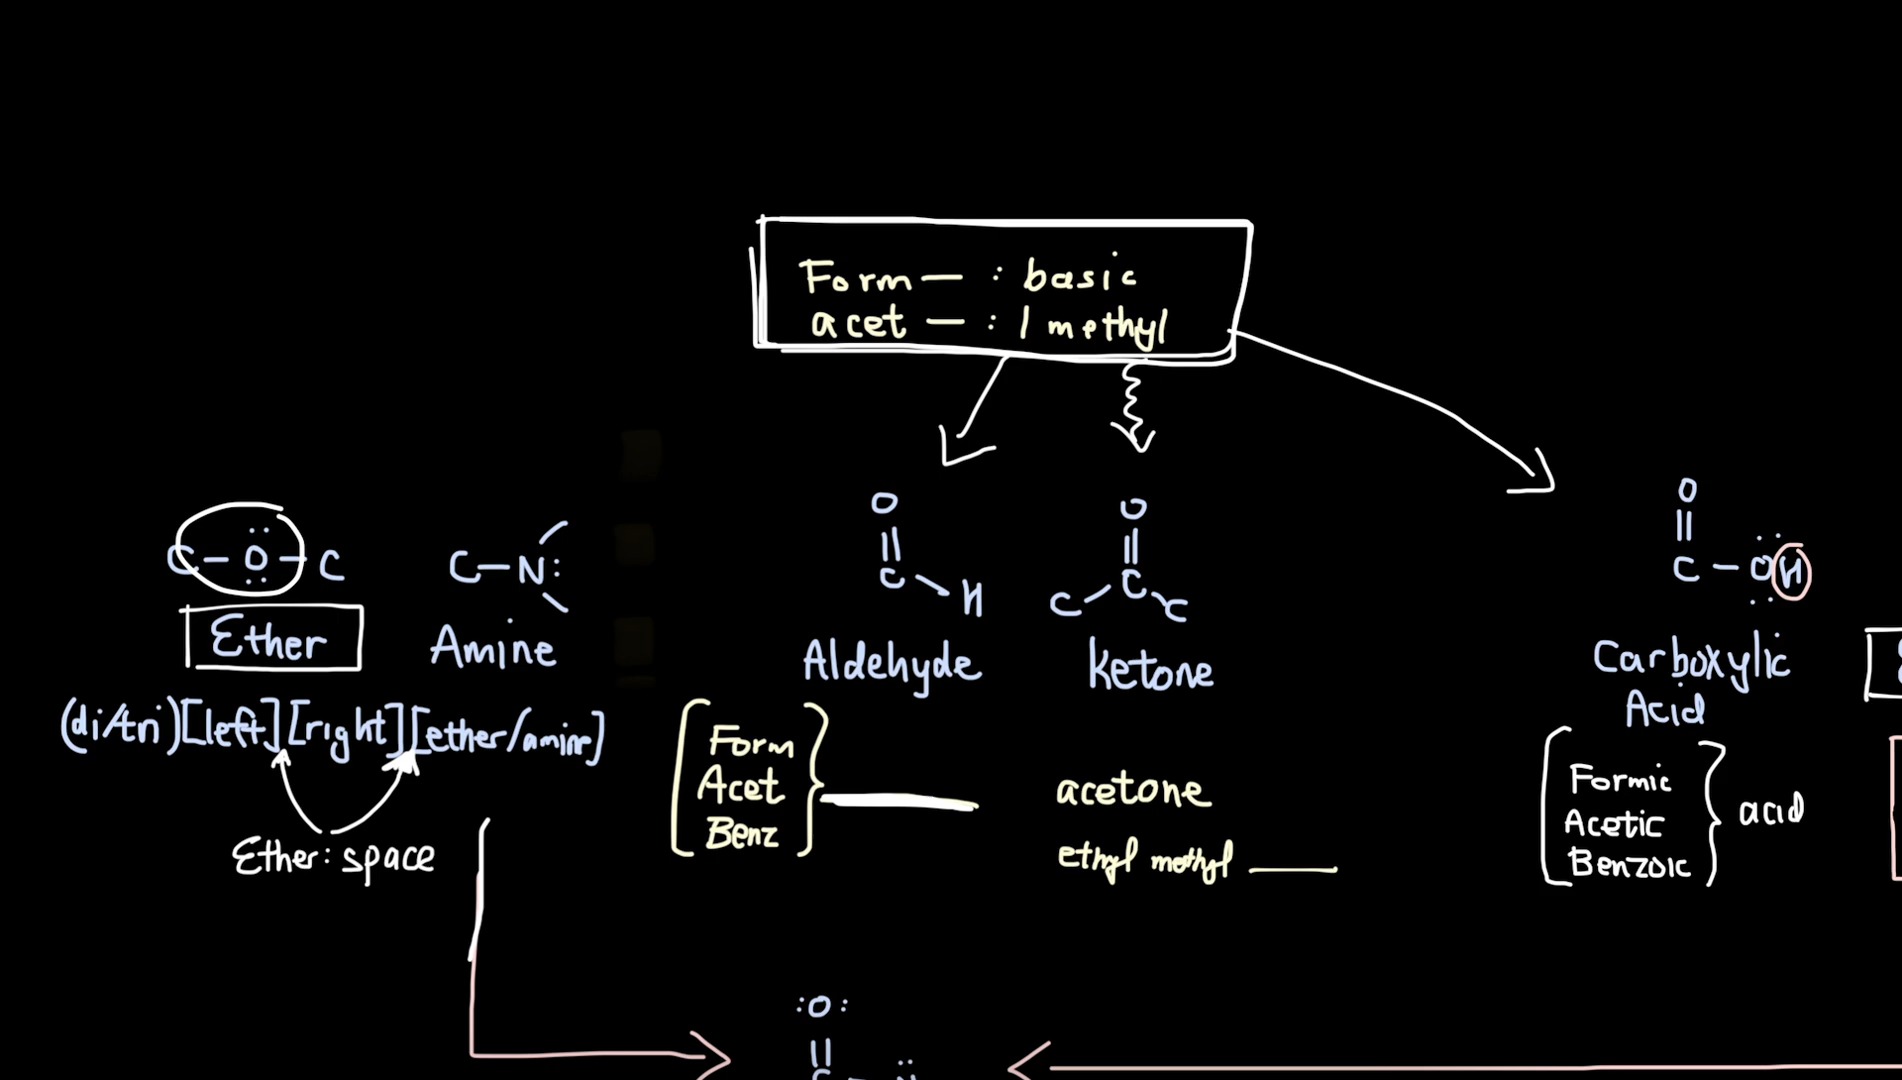 Form— : basic
acet — : 1 methyl
C–O–C
C–N:
O
C
H
O
C
C
C
O
C–OH
Ether
Amine
Aldehyde
ketone
Carboxylic
Acid
(di/tri)[left][right][ether/amine]
Ether: space
Form
Acet
Benz
acetone
ethyl methyl ____
Formic
Acetic
Benzoic
acid
:O:
C